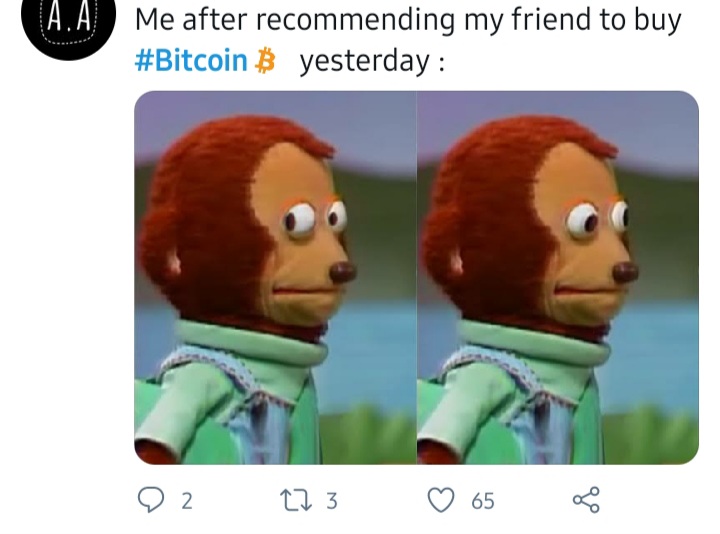 A.A
Me after recommending my friend to buy
#Bitcoin₿ yesterday :
2 3 65